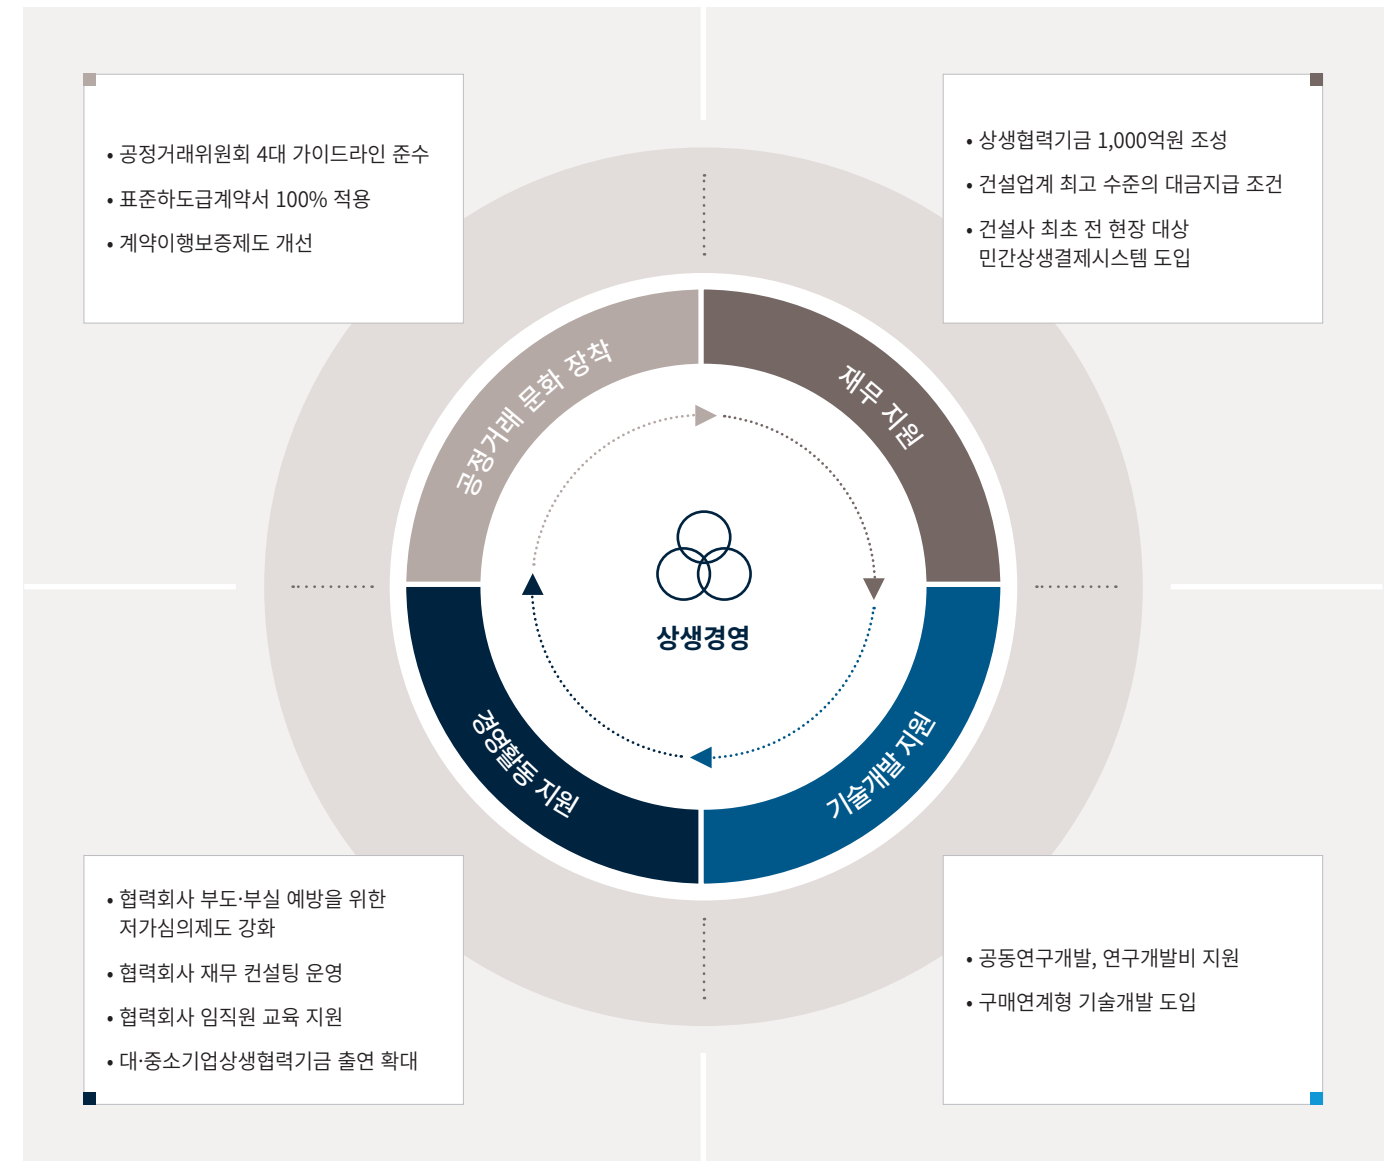 • 공정거래위원회 4대 가이드라인 준수
• 표준하도급계약서 100% 적용
• 계약이행보증제도 개선
• 상생협력기금 1,000억원 조성
• 건설업계 최고 수준의 대금지급 조건
• 건설사 최초 전 현장 대상
민간상생결제시스템 도입
공정거래 문화 장착
재무 지원
상생경영
경영활동 지원
기술개발 지원
• 협력회사 부도·부실 예방을 위한
저가심의제도 강화
• 협력회사 재무 컨설팅 운영
• 협력회사 임직원 교육 지원
• 대·중소기업상생협력기금 출연 확대
• 공동연구개발, 연구개발비 지원
• 구매연계형 기술개발 도입